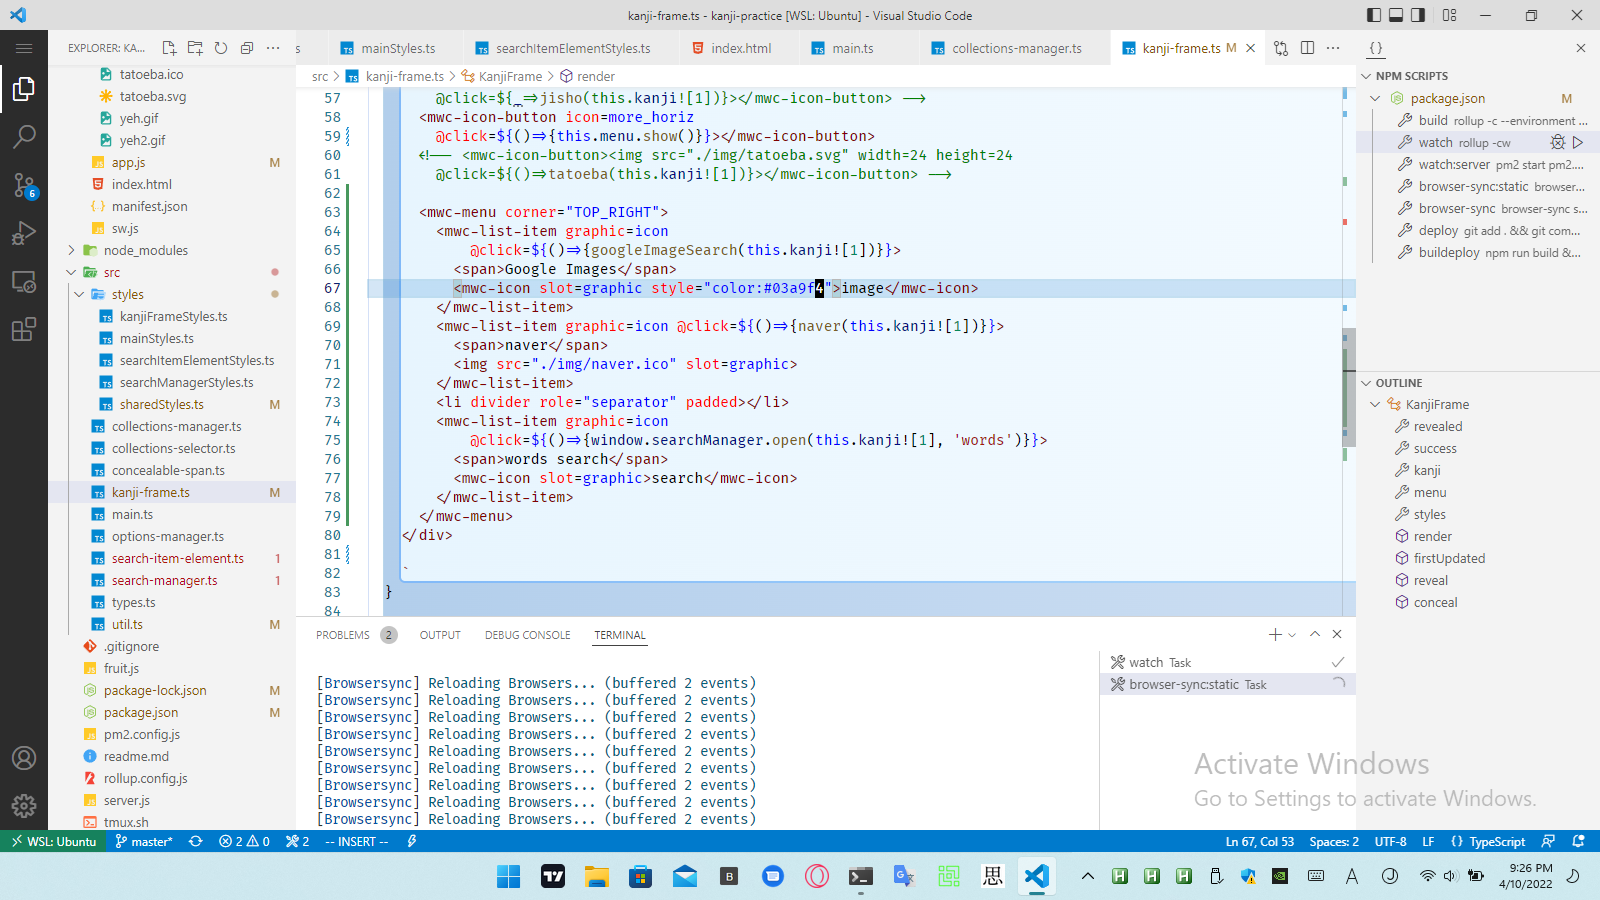 kanji-frame.ts - kanji-practice [WSL: Ubuntu] - Visual Studio Code
EXPLORER: KA...
tatoeba.ico
tatoeba.svg
yeh.gif
yeh2.gif
app.js M
index.html
manifest.json
sw.js
node_modules
src
styles
kanjiFrameStyles.ts
mainStyles.ts
searchItemElementStyles.ts
searchManagerStyles.ts
sharedStyles.ts M
collections-manager.ts
collections-selector.ts
concealable-span.ts
kanji-frame.ts M
main.ts
options-manager.ts
search-item-element.ts 1
search-manager.ts 1
types.ts
util.ts M
.gitignore
fruit.js
package-lock.json M
package.json M
pm2.config.js
readme.md
rollup.config.js
server.js
tmux.sh
6
s mainStyles.ts searchItemElementStyles.ts index.html main.ts collections-manager.ts kanji-frame.ts M
src > kanji-frame.ts > KanjiFrame > render
57 @click=${_=>jisho(this.kanji![1])}></mwc-icon-button> -->
58 <mwc-icon-button icon=more_horiz
59 @click=${()=>{this.menu.show()}}></mwc-icon-button>
60 <!-- <mwc-icon-button><img src="./img/tatoeba.svg" width=24 height=24
61 @click=${()=>tatoeba(this.kanji![1])}></mwc-icon-button> -->
62
63 <mwc-menu corner="TOP_RIGHT">
64 <mwc-list-item graphic=icon
65 @click=${()=>{googleImageSearch(this.kanji![1])}}>
66 <span>Google Images</span>
67 <mwc-icon slot=graphic style="color:#03a9f4">image</mwc-icon>
68 </mwc-list-item>
69 <mwc-list-item graphic=icon @click=${()=>{naver(this.kanji![1])}}>
70 <span>naver</span>
71 <img src="./img/naver.ico" slot=graphic>
72 </mwc-list-item>
73 <li divider role="separator" padded></li>
74 <mwc-list-item graphic=icon
75 @click=${()=>{window.searchManager.open(this.kanji![1], 'words')}}>
76 <span>words search</span>
77 <mwc-icon slot=graphic>search</mwc-icon>
78 </mwc-list-item>
79 </mwc-menu>
80 </div>
81
82 `
83 }
84
PROBLEMS 2 OUTPUT DEBUG CONSOLE TERMINAL
[Browsersync] Reloading Browsers... (buffered 2 events)
[Browsersync] Reloading Browsers... (buffered 2 events)
[Browsersync] Reloading Browsers... (buffered 2 events)
[Browsersync] Reloading Browsers... (buffered 2 events)
[Browsersync] Reloading Browsers... (buffered 2 events)
[Browsersync] Reloading Browsers... (buffered 2 events)
[Browsersync] Reloading Browsers... (buffered 2 events)
[Browsersync] Reloading Browsers... (buffered 2 events)
[Browsersync] Reloading Browsers... (buffered 2 events)
watch Task
browser-sync:static Task
NPM SCRIPTS
package.json M
build rollup -c --environment ...
watch rollup -cw
watch:server pm2 start pm2....
browser-sync:static browser...
browser-sync browser-sync s...
deploy git add . && git com...
buildeploy npm run build &...
OUTLINE
KanjiFrame
revealed
success
kanji
menu
styles
render
firstUpdated
reveal
conceal
Activate Windows
Go to Settings to activate Windows.
WSL: Ubuntu master* 2 0 2 -- INSERT -- Ln 67, Col 53 Spaces: 2 UTF-8 LF {} TypeScript
思
9:26 PM
4/10/2022